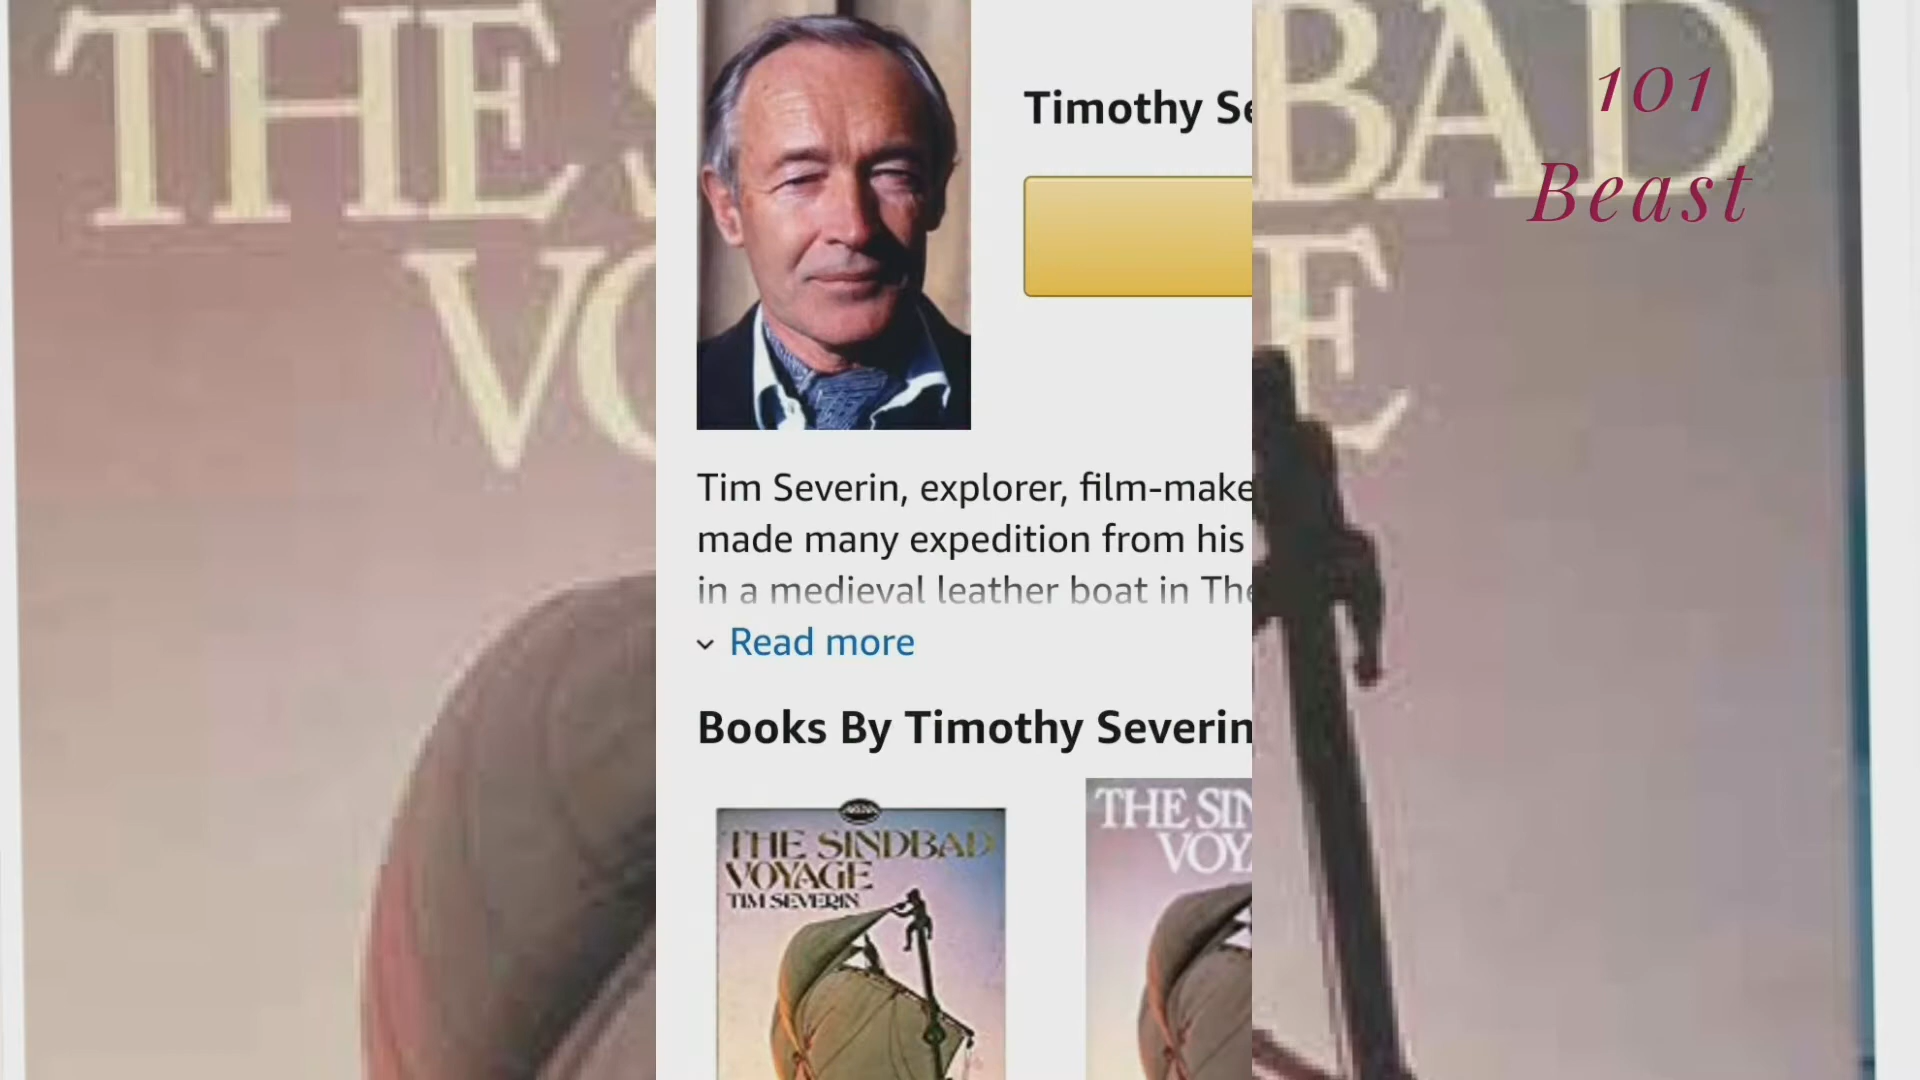 THE S
VO
BAD
E
101
Beast
Timothy Se
Tim Severin, explorer, film-make
made many expedition from his
in a medieval leather boat in The
Read more
Books By Timothy Severin
THE SINDBAD
VOYAGE
TIM SEVERIN
THE SIN
VOY